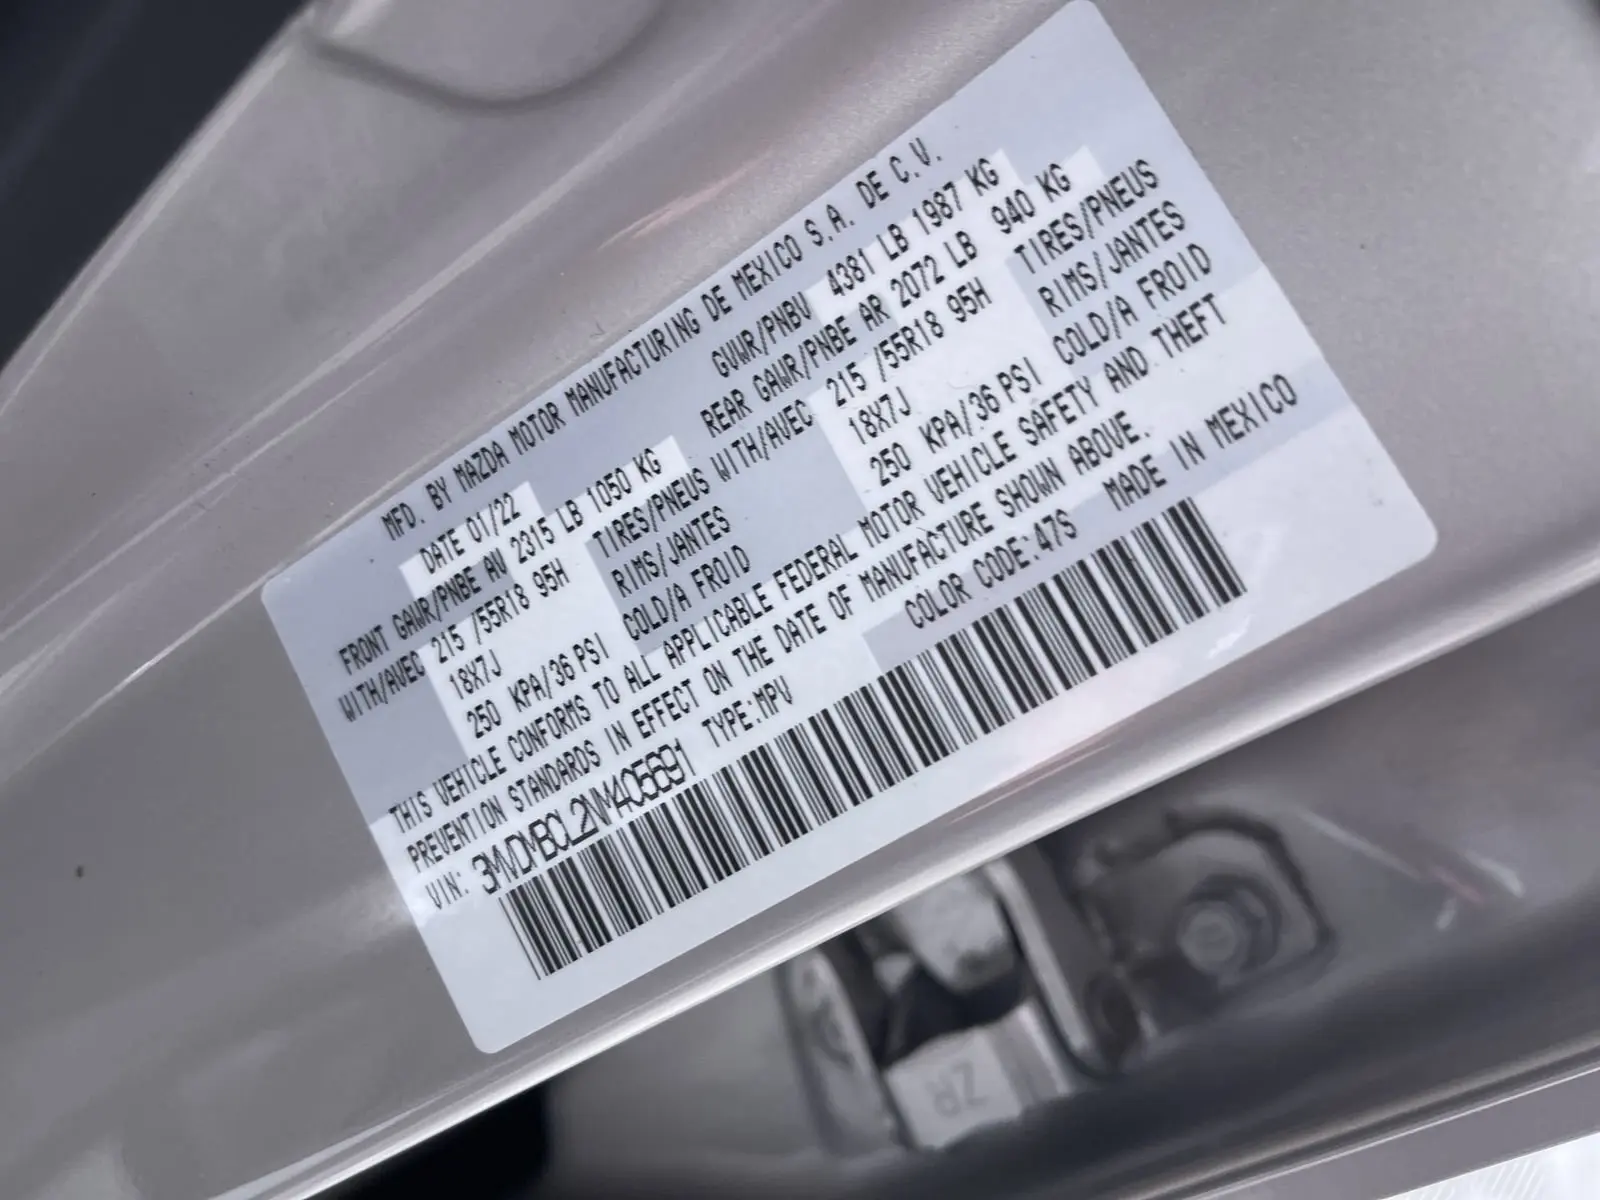 MFD. BY MAZDA MOTOR MANUFACTURING DE MEXICO S.A. DE C.V.
DATE 01/22 GVWR/PNBV 4381 LB 1987 KG
FRONT GAWR/PNBE AV 2315 LB 1050 KG REAR GAWR/PNBE AR 2072 LB 940 KG
WITH/AVEC 215 /55R18 95H TIRES/PNEUS WITH/AVEC 215 /55R18 95H TIRES/PNEUS
18X7J RIMS/JANTES 18X7J RIMS/JANTES
250 KPA/36 PSI COLD/A FROID 250 KPA/36 PSI COLD/A FROID
THIS VEHICLE CONFORMS TO ALL APPLICABLE FEDERAL MOTOR VEHICLE SAFETY AND THEFT
PREVENTION STANDARDS IN EFFECT ON THE DATE OF MANUFACTURE SHOWN ABOVE.
VIN: 3MVDMBCL2NM405691 TYPE:MPV COLOR CODE:47S MADE IN MEXICO
ZR